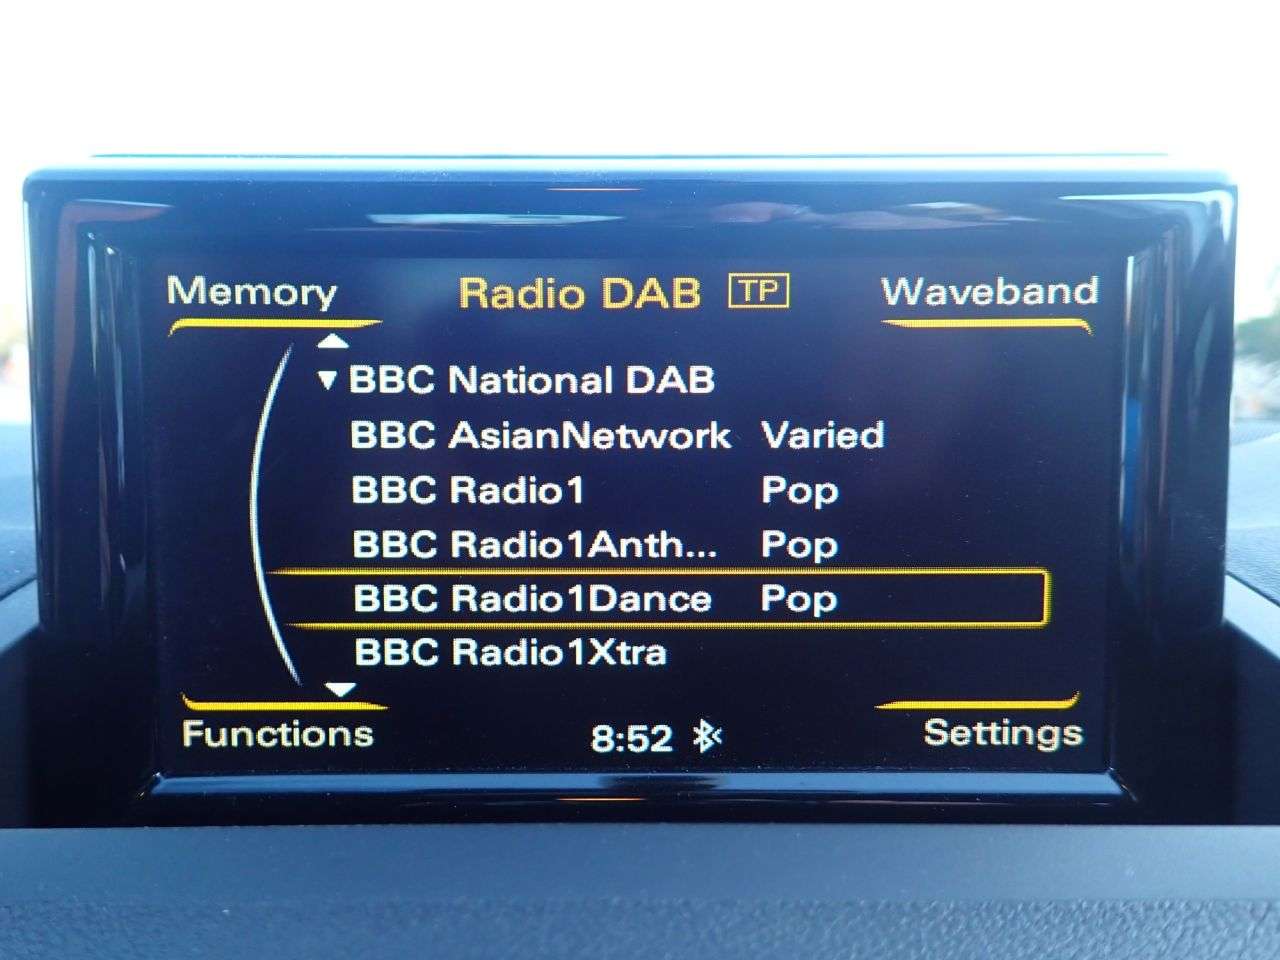 Memory Radio DAB TP Waveband
▼ BBC National DAB
BBC AsianNetwork Varied
BBC Radio1 Pop
BBC Radio1Anth... Pop
BBC Radio1Dance Pop
BBC Radio1Xtra
Functions 8:52 Settings